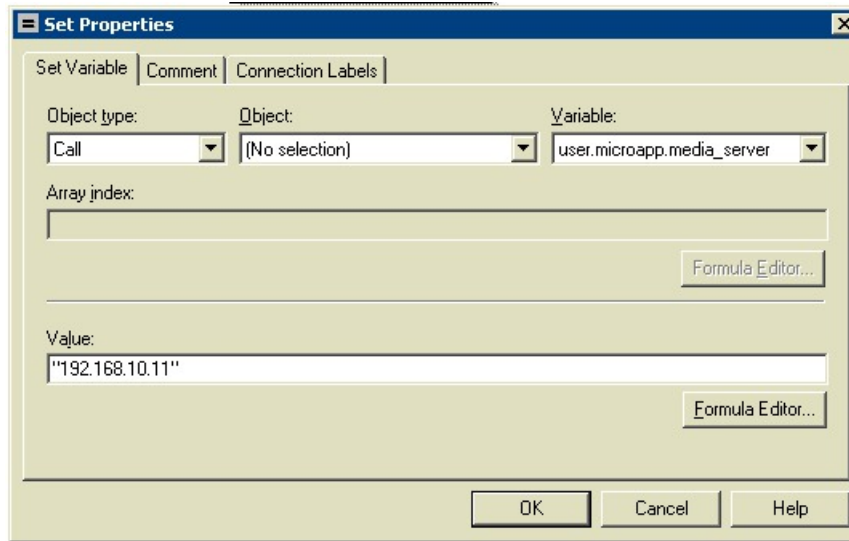 Set Properties
Set Variable Comment Connection Labels
Object type: Object: Variable:
Call (No selection) user.microapp.media_server
Array index:
Formula Editor...
Value:
"192.168.10.11"
Formula Editor...
OK Cancel Help